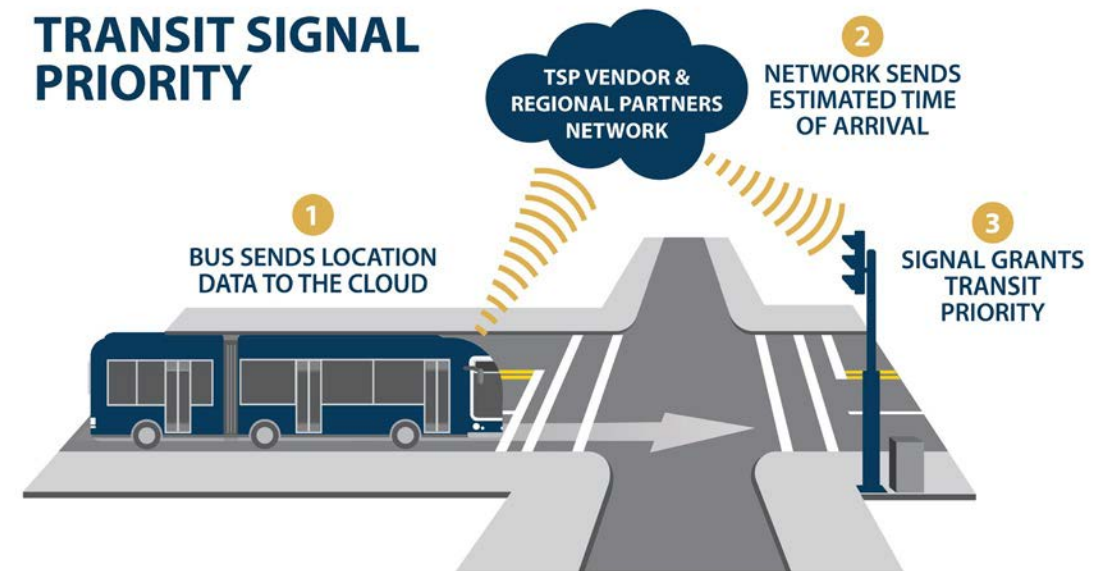 TRANSIT SIGNAL
PRIORITY
TSP VENDOR &
REGIONAL PARTNERS
NETWORK
2
NETWORK SENDS
ESTIMATED TIME
OF ARRIVAL
1
BUS SENDS LOCATION
DATA TO THE CLOUD
3
SIGNAL GRANTS
TRANSIT
PRIORITY